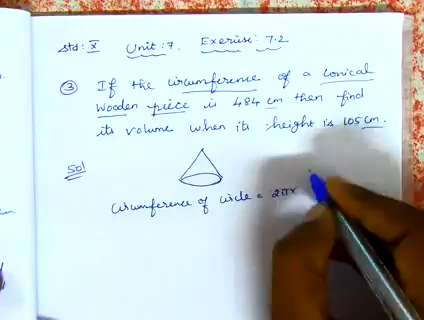 std: X Unit: 7. Exercise: 7.2
③ If the circumference of a conical
wooden piece is 484 cm then find
its volume when its height is 105 cm.
Sol
Circumference of circle = 2πr